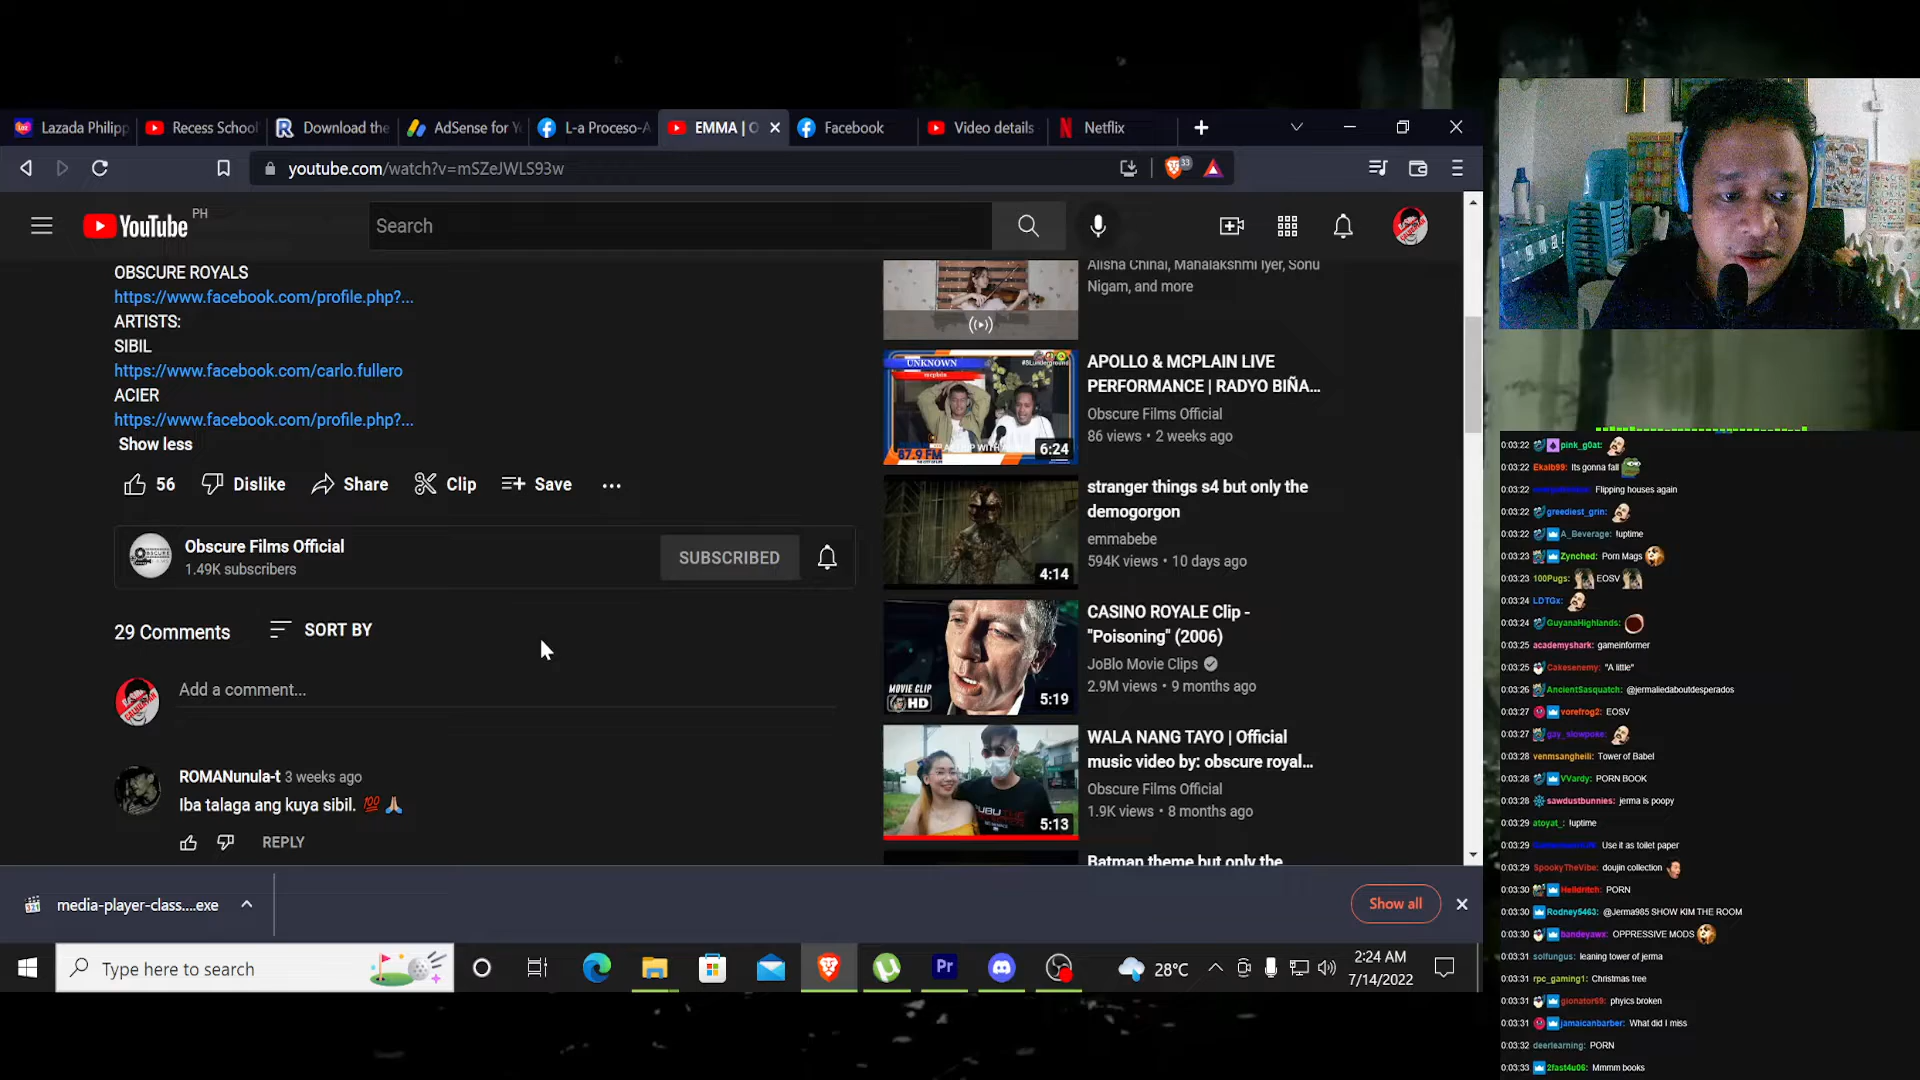 Lazada Philipp
Recess School
Download the
AdSense for Y
L-a Proceso-A
EMMA | O
Facebook
Video details
Netflix
youtube.com/watch?v=mSZeJWLS93w
33
YouTube
PH
Search
OBSCURE ROYALS
https://www.facebook.com/profile.php?...
ARTISTS:
SIBIL
https://www.facebook.com/carlo.fullero
ACIER
https://www.facebook.com/profile.php?...
Show less
56
Dislike
Share
Clip
Save
Obscure Films Official
1.49K subscribers
SUBSCRIBED
29 Comments
SORT BY
Add a comment...
ROMANunula-t 3 weeks ago
Iba talaga ang kuya sibil. 💯🙏🏽
REPLY
Alisha Chinai, Mahalakshmi Iyer, Sonu
Nigam, and more
UNKNOWN
mcplain
87.9 FM
6:24
APOLLO & MCPLAIN LIVE
PERFORMANCE | RADYO BIÑA...
Obscure Films Official
86 views • 2 weeks ago
4:14
stranger things s4 but only the
demogorgon
emmabebe
594K views • 10 days ago
MOVIE CLIP
HD
5:19
CASINO ROYALE Clip -
"Poisoning" (2006)
JoBlo Movie Clips
2.9M views • 9 months ago
5:13
WALA NANG TAYO | Official
music video by: obscure royal...
Obscure Films Official
1.9K views • 8 months ago
Batman theme but only the
media-player-class....exe
Show all
Type here to search
Pr
28°C
2:24 AM
7/14/2022
0:03:22 pink_g0at:
0:03:22 Ekaib99: Its gonna fall
0:03:22 Flipping houses again
0:03:22 greediest_grin:
0:03:22 A_Beverage: !uptime
0:03:23 Zynched: Porn Mags
0:03:23 100Pugs: EOSV
0:03:24 LDTGx:
0:03:24 GuyanaHighlands:
0:03:25 academyshark: gameinformer
0:03:25 Cakesenemy: "A little"
0:03:26 AncientSasquatch: @jermaliedaboutdesperados
0:03:27 vorefrog2: EOSV
0:03:27 gay_slowpoke:
0:03:28 venmsangheili: Tower of Babel
0:03:28 VVardy: PORN BOOK
0:03:28 sawdustbunnies: jerma is poopy
0:03:29 atoyat_: !uptime
0:03:29 Use it as toilet paper
0:03:29 SpookyTheVibe: doujin collection
0:03:30 Helldritch: PORN
0:03:30 Rodney5463: @Jerma985 SHOW KIM THE ROOM
0:03:30 bandeyawx: OPPRESSIVE MODS
0:03:31 solfungus: leaning tower of jerma
0:03:31 rpc_gaming1: Christmas tree
0:03:31 gionator69: phyics broken
0:03:31 jamaicanbarber: What did I miss
0:03:32 deerlearning: PORN
0:03:33 2fast4u06: Mmmm books